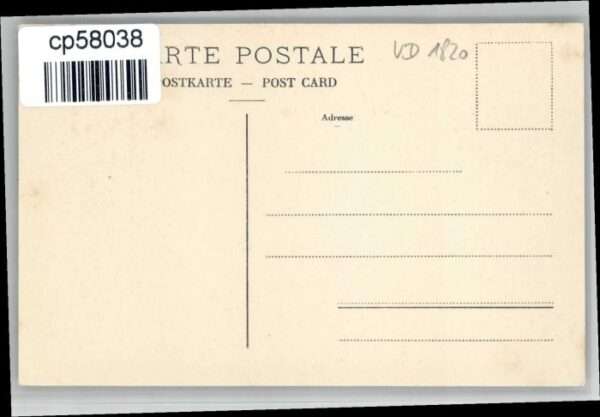 cp58038
ARTE POSTALE
VD 1820
OSTKARTE — POST CARD
Adresse